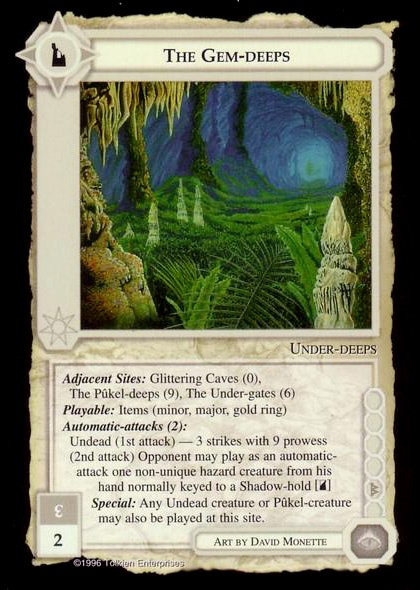 THE GEM-DEEPS
UNDER-DEEPS
Adjacent Sites: Glittering Caves (0),
The Pûkel-deeps (9), The Under-gates (6)
Playable: Items (minor, major, gold ring)
Automatic-attacks (2):
Undead (1st attack) — 3 strikes with 9 prowess
(2nd attack) Opponent may play as an automatic-
attack one non-unique hazard creature from his
hand normally keyed to a Shadow-hold []
Special: Any Undead creature or Pûkel-creature
may also be played at this site.
3
2
ART BY DAVID MONETTE
©1996 Tolkien Enterprises